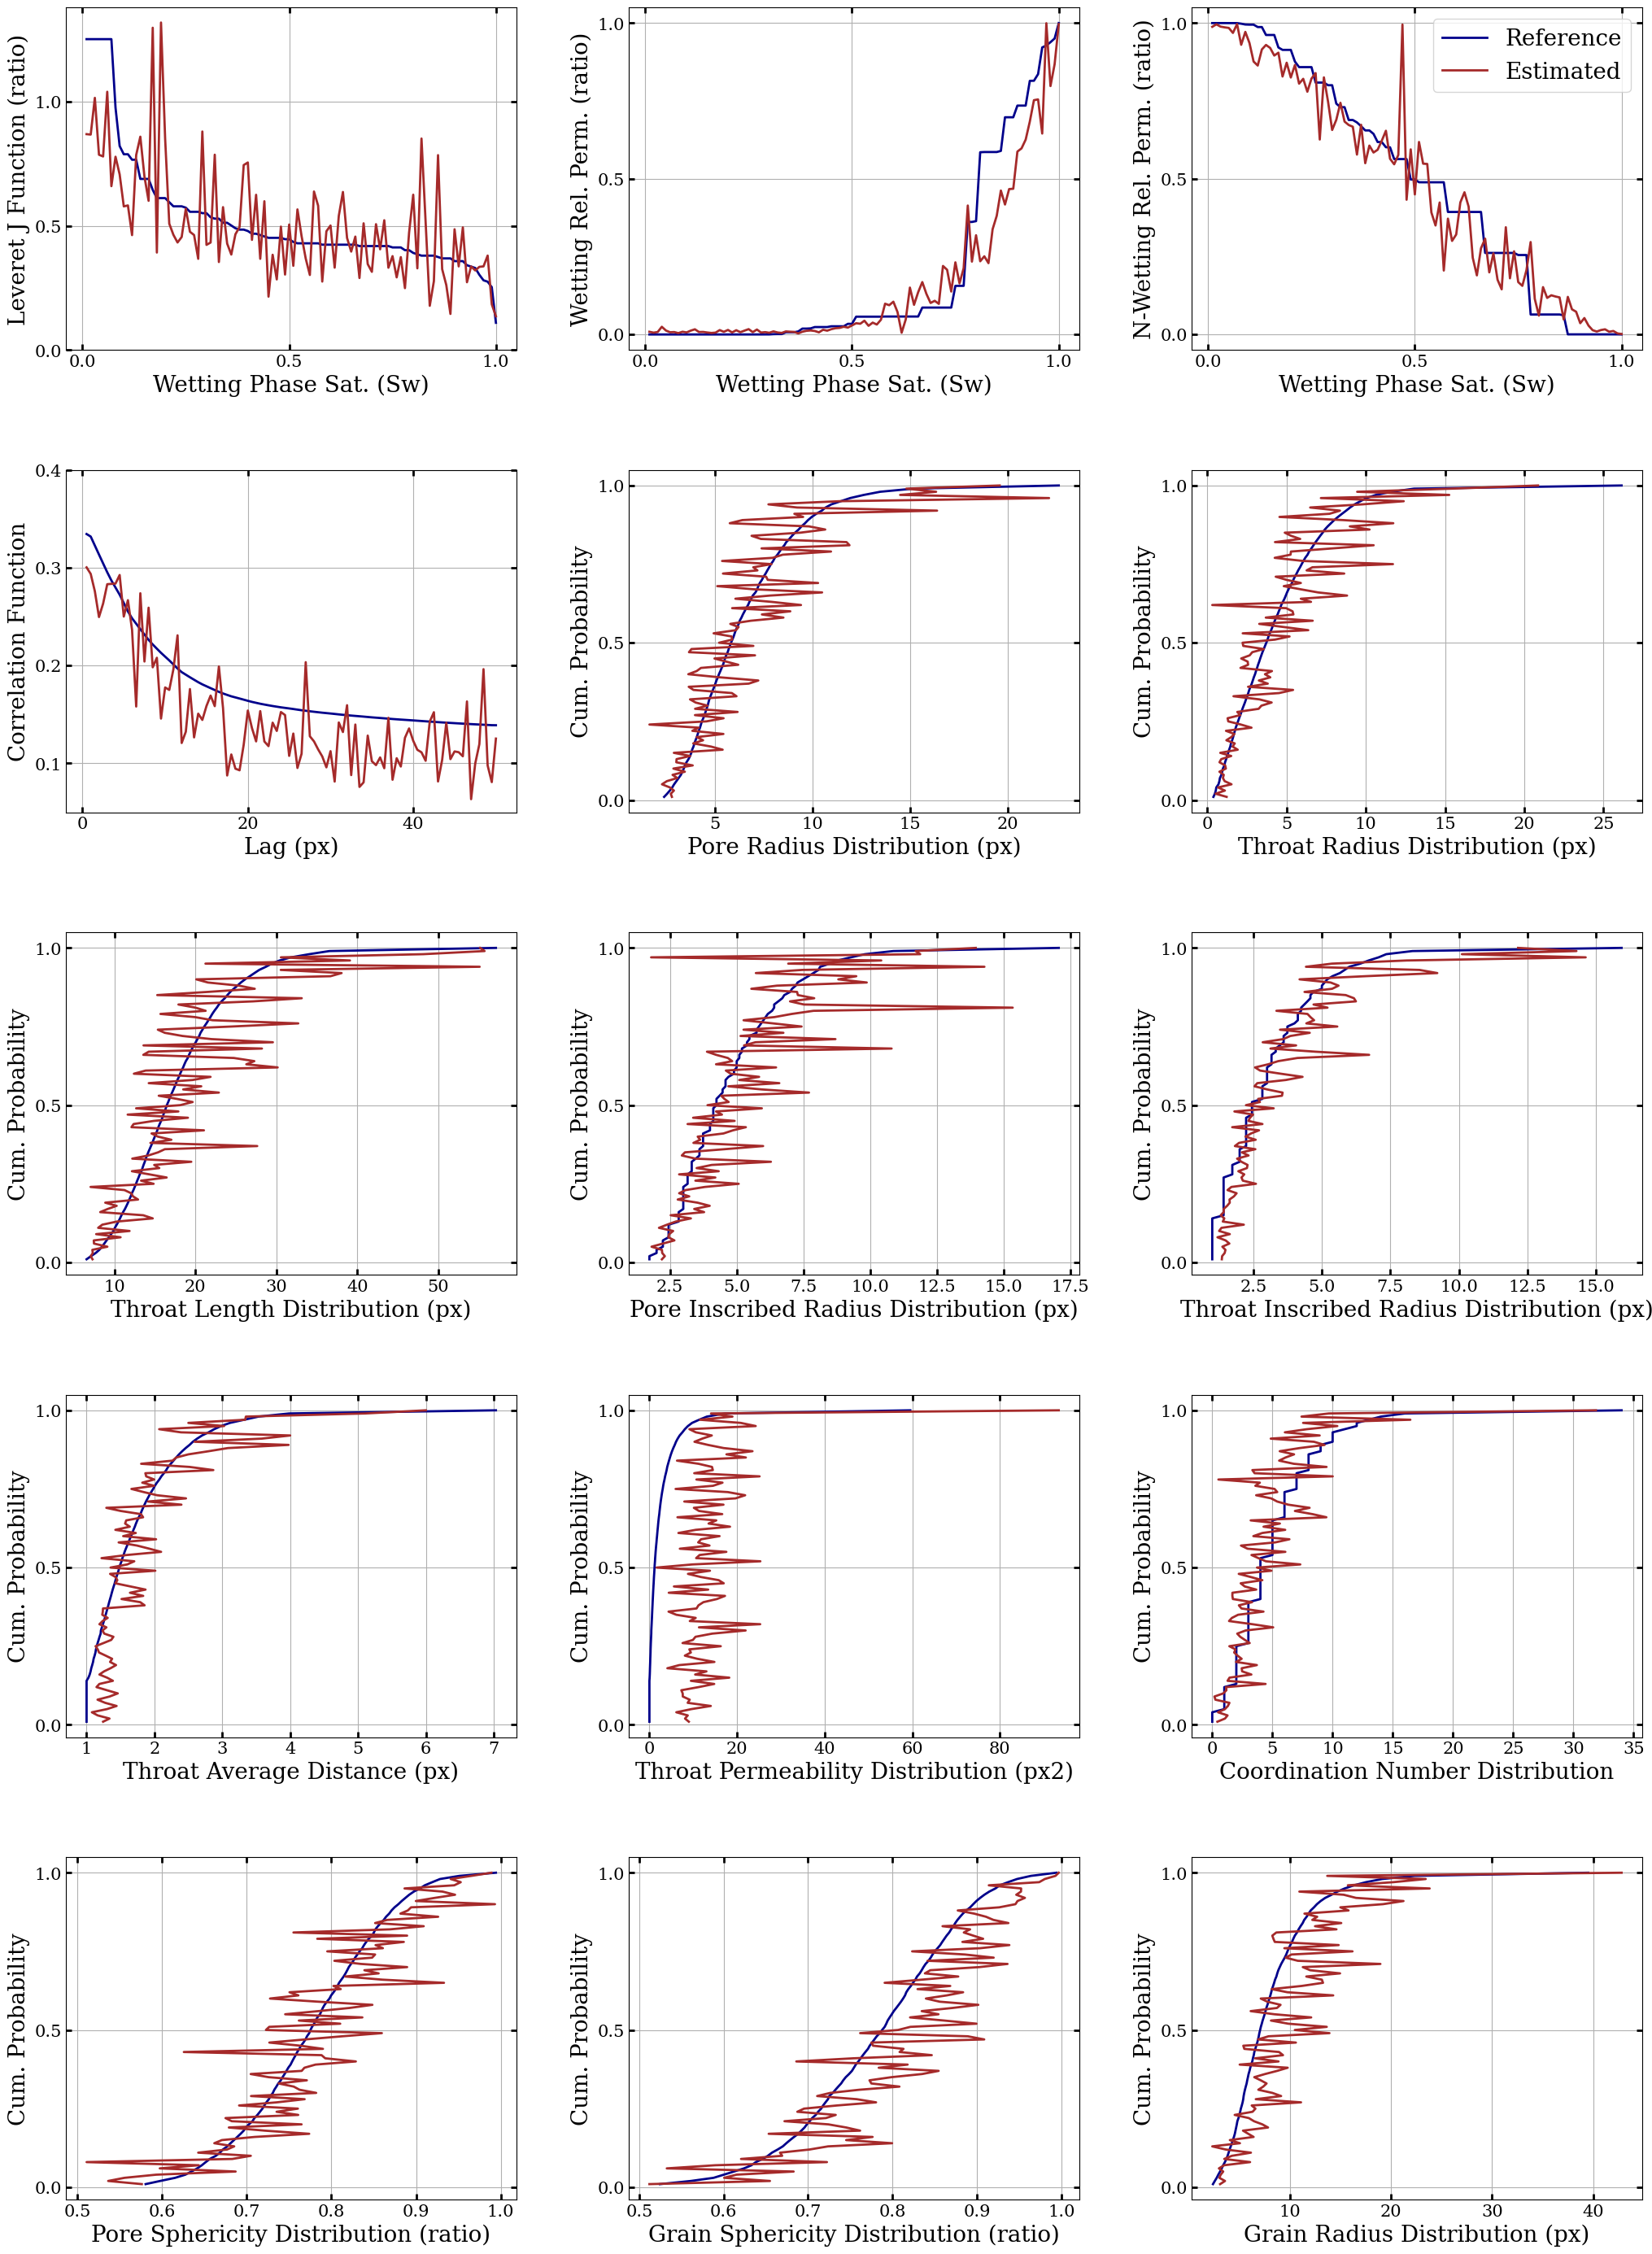 Leveret J Function (ratio)
1.0
0.5
0.0
0.0 0.5 1.0
Wetting Phase Sat. (Sw)
Wetting Rel. Perm. (ratio)
1.0
0.5
0.0
0.0 0.5 1.0
Wetting Phase Sat. (Sw)
N-Wetting Rel. Perm. (ratio)
1.0
0.5
0.0
Reference
Estimated
0.0 0.5 1.0
Wetting Phase Sat. (Sw)
Correlation Function
0.4
0.3
0.2
0.1
0 20 40
Lag (px)
Cum. Probability
1.0
0.5
0.0
5 10 15 20
Pore Radius Distribution (px)
Cum. Probability
1.0
0.5
0.0
0 5 10 15 20 25
Throat Radius Distribution (px)
Cum. Probability
1.0
0.5
0.0
10 20 30 40 50
Throat Length Distribution (px)
Cum. Probability
1.0
0.5
0.0
2.5 5.0 7.5 10.0 12.5 15.0 17.5
Pore Inscribed Radius Distribution (px)
Cum. Probability
1.0
0.5
0.0
2.5 5.0 7.5 10.0 12.5 15.0
Throat Inscribed Radius Distribution (px)
Cum. Probability
1.0
0.5
0.0
1 2 3 4 5 6 7
Throat Average Distance (px)
Cum. Probability
1.0
0.5
0.0
0 20 40 60 80
Throat Permeability Distribution (px2)
Cum. Probability
1.0
0.5
0.0
0 5 10 15 20 25 30 35
Coordination Number Distribution
Cum. Probability
1.0
0.5
0.0
0.5 0.6 0.7 0.8 0.9 1.0
Pore Sphericity Distribution (ratio)
Cum. Probability
1.0
0.5
0.0
0.5 0.6 0.7 0.8 0.9 1.0
Grain Sphericity Distribution (ratio)
Cum. Probability
1.0
0.5
0.0
10 20 30 40
Grain Radius Distribution (px)